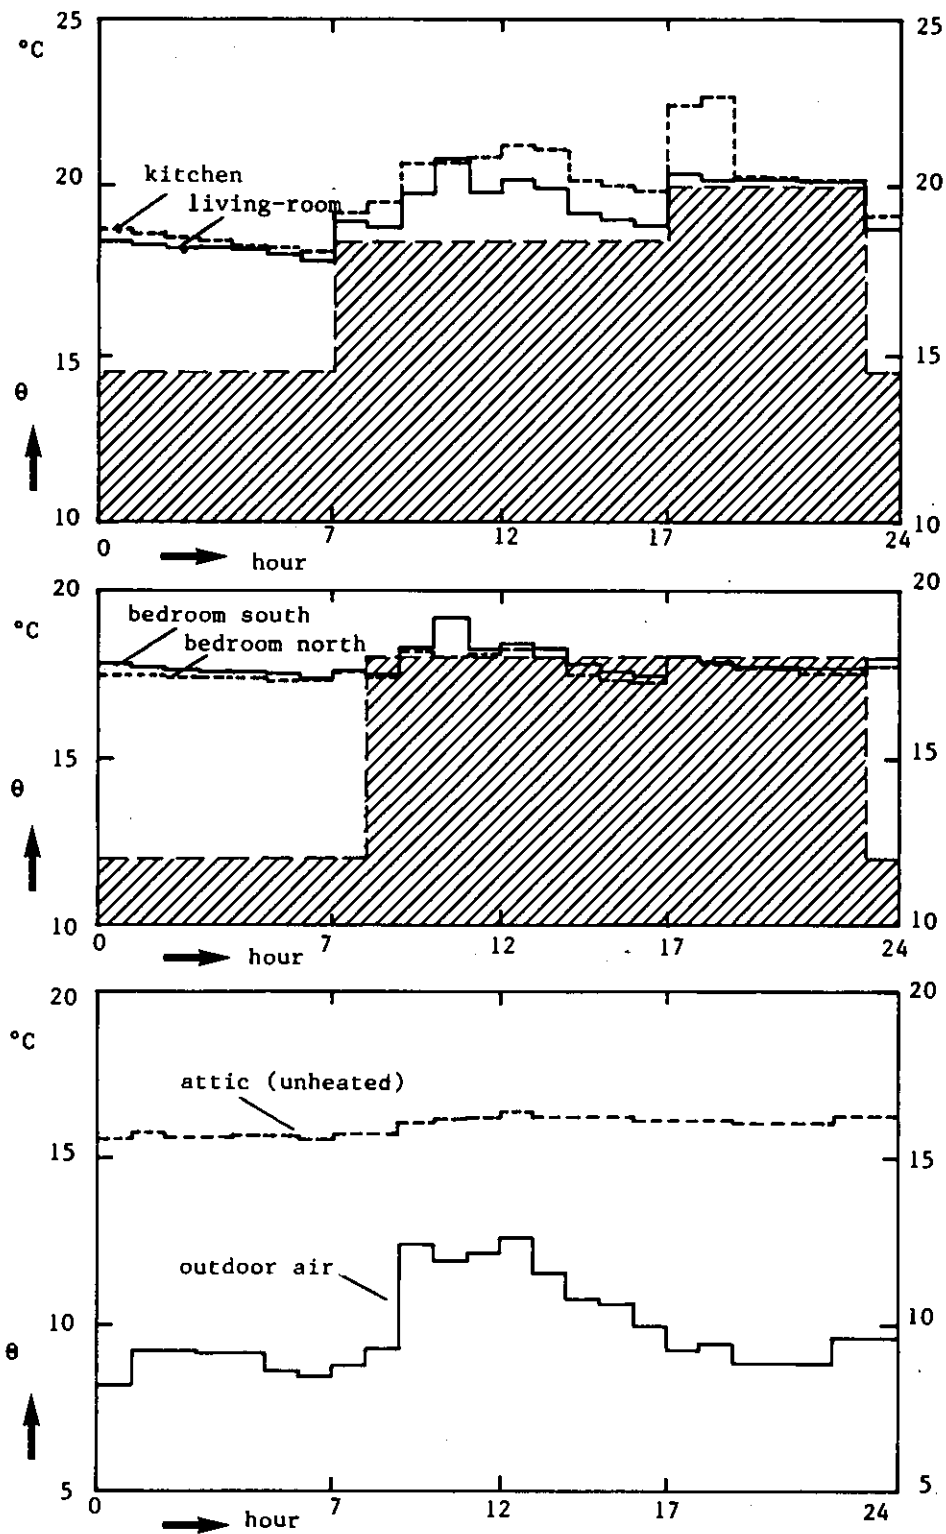 25 25
°C
20 20
kitchen
living-room
15 15
θ
10 10
0 7 12 17 24
hour
20 20
°C
bedroom south
bedroom north
15 15
θ
10 10
0 7 12 17 24
hour
20 20
°C
attic (unheated)
15 15
outdoor air
10 10
θ
5 5
0 7 12 17 24
hour